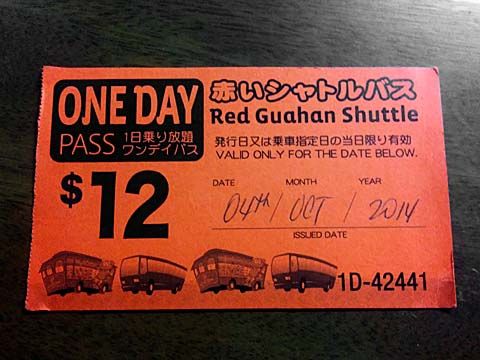 ONE DAY
PASS 1日乗り放題
ワンデイパス
$12
赤いシャトルバス
Red Guahan Shuttle
発行日又は乗車指定日の当日限り有効
VALID ONLY FOR THE DATE BELOW.
DATE MONTH YEAR
04th / OCT / 2014
ISSUED DATE
1D-42441